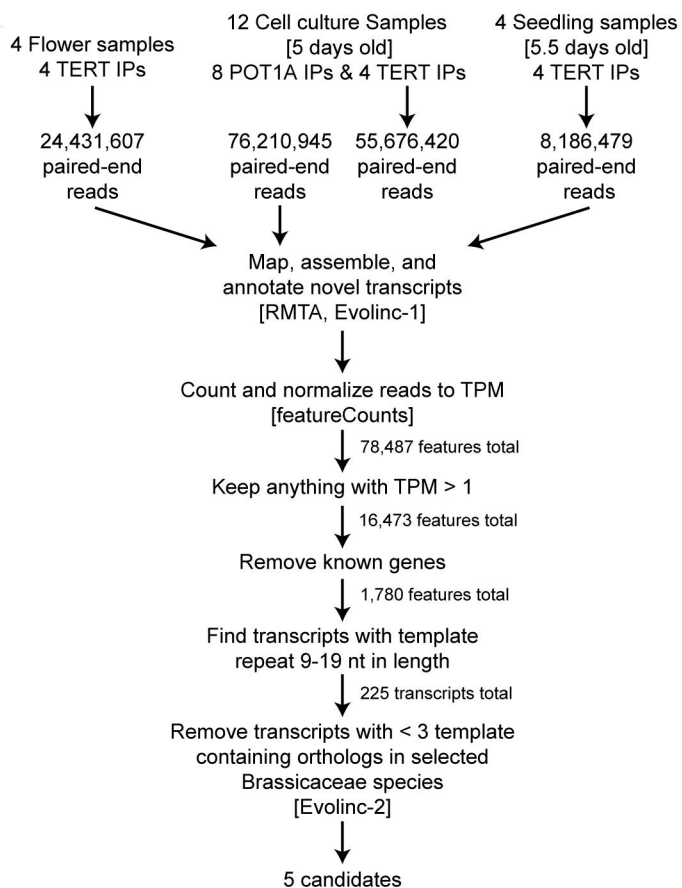 4 Flower samples
4 TERT IPs
12 Cell culture Samples
[5 days old]
8 POT1A IPs & 4 TERT IPs
4 Seedling samples
[5.5 days old]
4 TERT IPs
24,431,607
paired-end
reads
76,210,945
paired-end
reads
55,676,420
paired-end
reads
8,186,479
paired-end
reads
Map, assemble, and
annotate novel transcripts
[RMTA, Evolinc-1]
Count and normalize reads to TPM
[featureCounts]
78,487 features total
Keep anything with TPM > 1
16,473 features total
Remove known genes
1,780 features total
Find transcripts with template
repeat 9-19 nt in length
225 transcripts total
Remove transcripts with < 3 template
containing orthologs in selected
Brassicaceae species
[Evolinc-2]
5 candidates